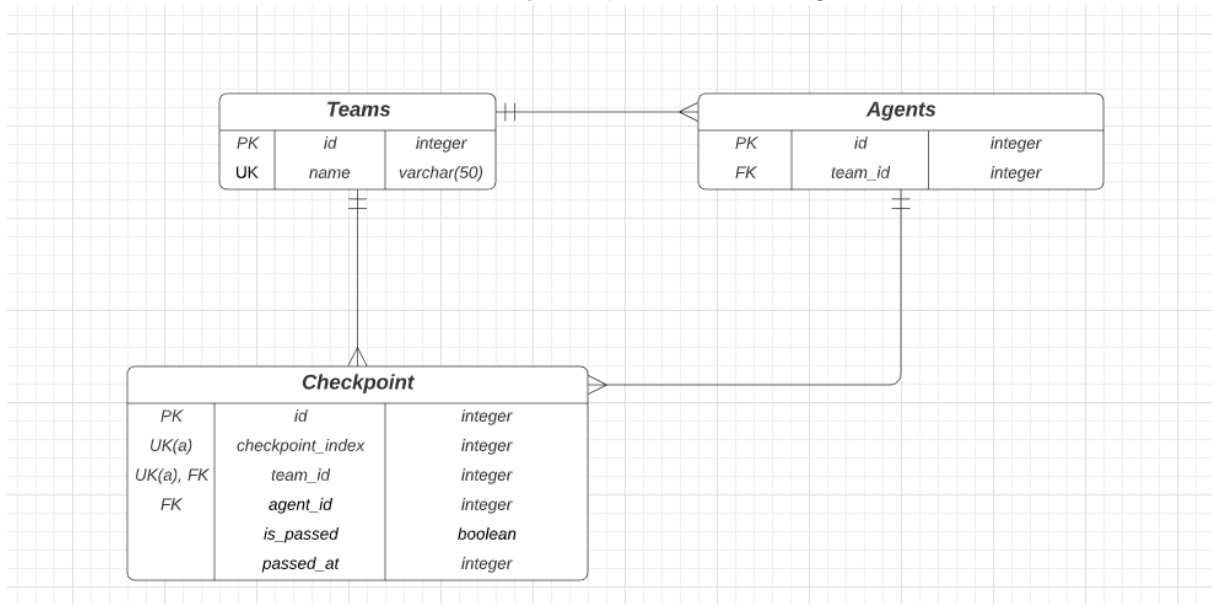 Teams
PK id integer
UK name varchar(50)
Agents
PK id integer
FK team_id integer
Checkpoint
PK id integer
UK(a) checkpoint_index integer
UK(a), FK team_id integer
FK agent_id integer
is_passed boolean
passed_at integer